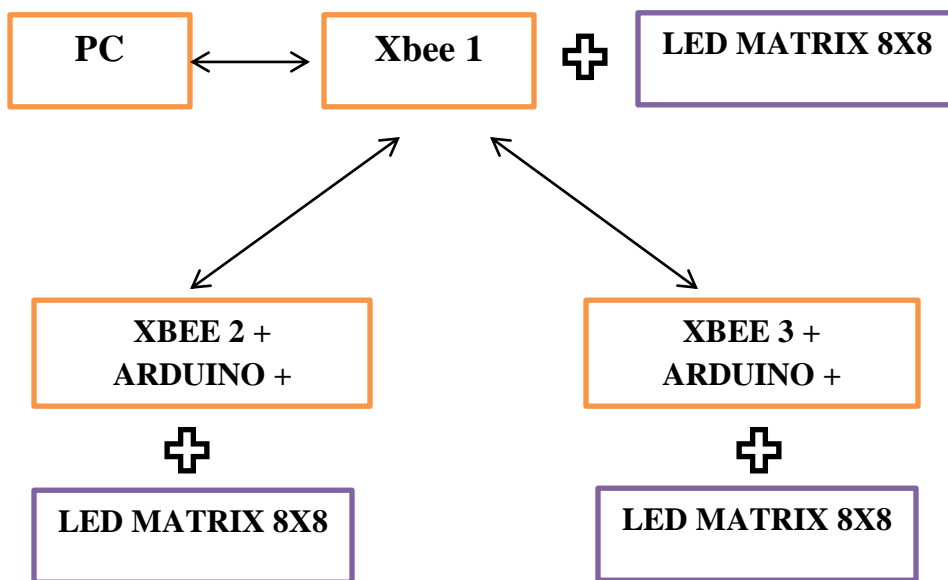 PC
Xbee 1
LED MATRIX 8X8
XBEE 2 +
ARDUINO +
XBEE 3 +
ARDUINO +
LED MATRIX 8X8
LED MATRIX 8X8